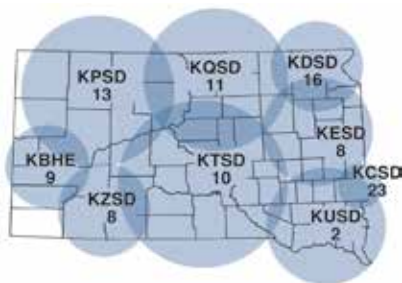 KPSD
13
KQSD
11
KDSD
16
KESD
8
KBHE
9
KTSD
10
KCSD
23
KZSD
8
KUSD
2